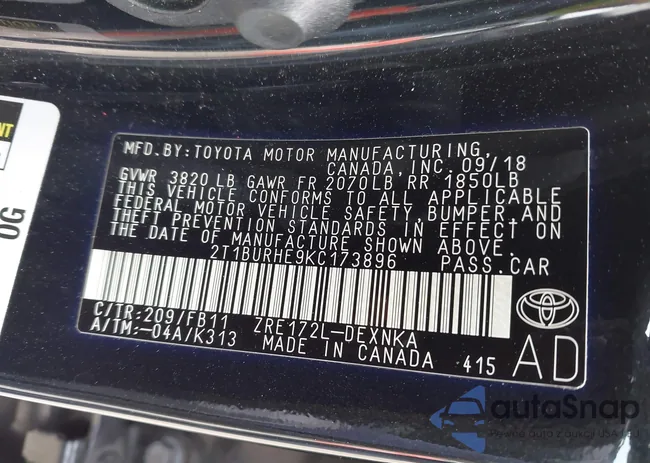 MFD.BY:TOYOTA MOTOR MANUFACTURING,
CANADA,INC.09/18
GVWR 3820 LB GAWR FR 2070LB RR 1850LB
THIS VEHICLE CONFORMS TO ALL APPLICABLE
FEDERAL MOTOR VEHICLE SAFETY,BUMPER,AND
THEFT PREVENTION STANDARDS IN EFFECT ON
THE DATE OF MANUFACTURE SHOWN ABOVE.
2T1BURHE9KC173896 PASS.CAR
C/TR:209/FB11 ZRE172L-DEXNKA
A/TM:-04A/K313 MADE IN CANADA 415 AD
OG
autaSnap